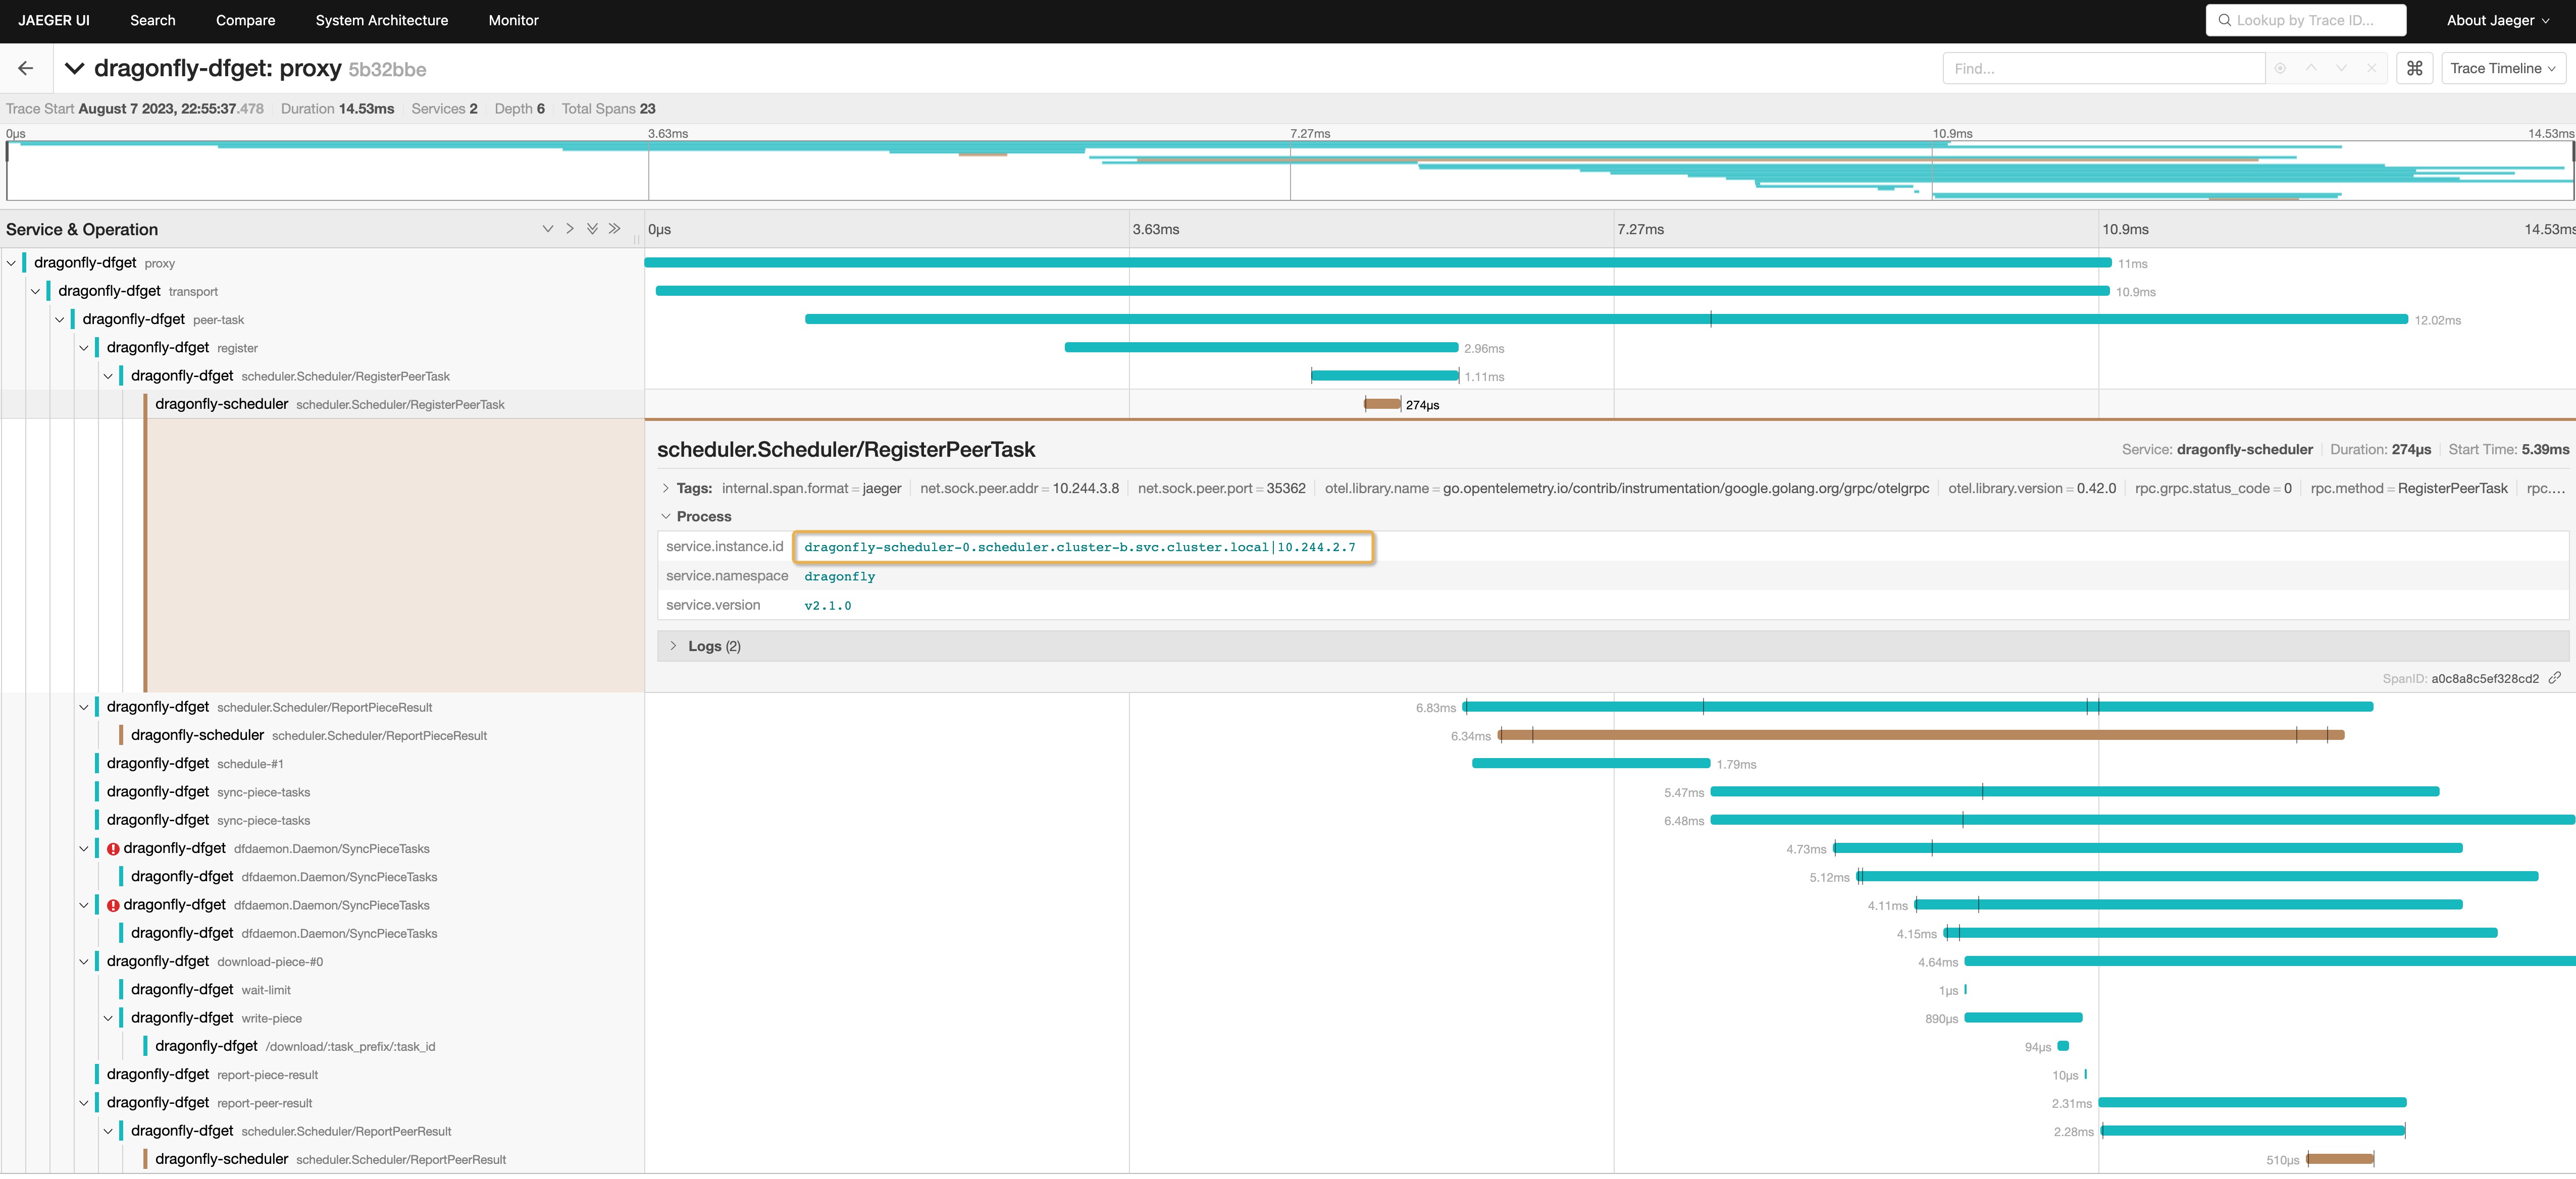 JAEGER UI Search Compare System Architecture Monitor Lookup by Trace ID... About Jaeger
dragonfly-dfget: proxy 5b32bbe Find... ⌘ Trace Timeline
Trace Start August 7 2023, 22:55:37.478 Duration 14.53ms Services 2 Depth 6 Total Spans 23
0μs 3.63ms 7.27ms 10.9ms 14.53ms
Service & Operation 0μs 3.63ms 7.27ms 10.9ms 14.53ms
dragonfly-dfget proxy 11ms
dragonfly-dfget transport 10.9ms
dragonfly-dfget peer-task 12.02ms
dragonfly-dfget register 2.96ms
dragonfly-dfget scheduler.Scheduler/RegisterPeerTask 1.11ms
dragonfly-scheduler scheduler.Scheduler/RegisterPeerTask 274μs
scheduler.Scheduler/RegisterPeerTask Service: dragonfly-scheduler Duration: 274μs Start Time: 5.39ms
Tags: internal.span.format = jaeger net.sock.peer.addr = 10.244.3.8 net.sock.peer.port = 35362 otel.library.name = go.opentelemetry.io/contrib/instrumentation/google.golang.org/grpc/otelgrpc otel.library.version = 0.42.0 rpc.grpc.status_code = 0 rpc.method = RegisterPeerTask rpc....
Process
service.instance.id dragonfly-scheduler-0.scheduler.cluster-b.svc.cluster.local|10.244.2.7
service.namespace dragonfly
service.version v2.1.0
Logs (2)
SpanID: a0c8a8c5ef328cd2
dragonfly-dfget scheduler.Scheduler/ReportPieceResult 6.83ms
dragonfly-scheduler scheduler.Scheduler/ReportPieceResult 6.34ms
dragonfly-dfget schedule-#1 1.79ms
dragonfly-dfget sync-piece-tasks 5.47ms
dragonfly-dfget sync-piece-tasks 6.48ms
dragonfly-dfget dfdaemon.Daemon/SyncPieceTasks 4.73ms
dragonfly-dfget dfdaemon.Daemon/SyncPieceTasks 5.12ms
dragonfly-dfget dfdaemon.Daemon/SyncPieceTasks 4.11ms
dragonfly-dfget dfdaemon.Daemon/SyncPieceTasks 4.15ms
dragonfly-dfget download-piece-#0 4.64ms
dragonfly-dfget wait-limit 1μs
dragonfly-dfget write-piece 890μs
dragonfly-dfget /download/:task_prefix/:task_id 94μs
dragonfly-dfget report-piece-result 10μs
dragonfly-dfget report-peer-result 2.31ms
dragonfly-dfget scheduler.Scheduler/ReportPeerResult 2.28ms
dragonfly-scheduler scheduler.Scheduler/ReportPeerResult 510μs